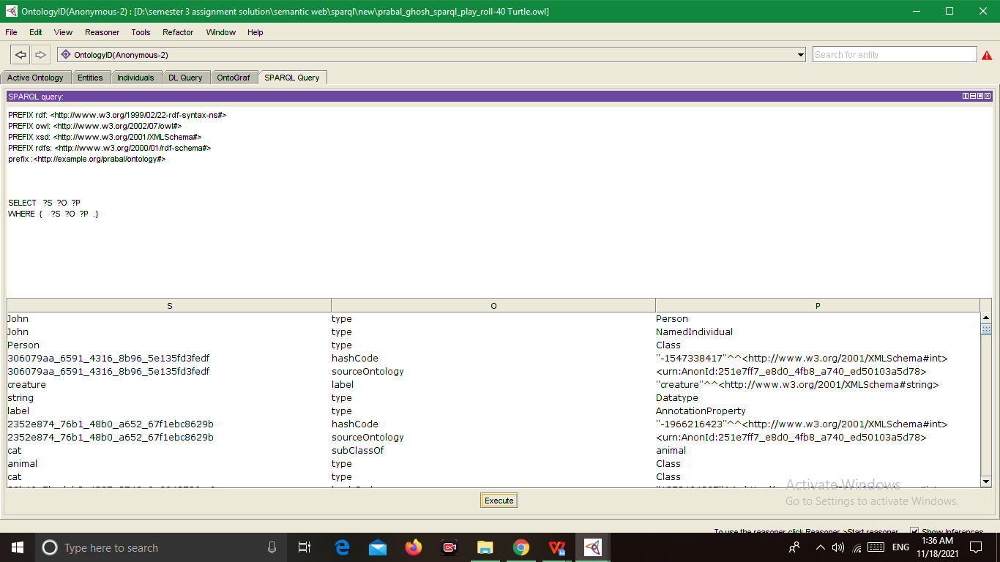 OntologyID(Anonymous-2) : [D:\semester 3 assignment solution\semantic web\sparql\new\prabal_ghosh_sparql_play_roll-40 Turtle.owl]
File Edit View Reasoner Tools Refactor Window Help
OntologyID(Anonymous-2) Search for entity
Active Ontology Entities Individuals DL Query OntoGraf SPARQL Query
SPARQL query:
PREFIX rdf: <http://www.w3.org/1999/02/22-rdf-syntax-ns#>
PREFIX owl: <http://www.w3.org/2002/07/owl#>
PREFIX xsd: <http://www.w3.org/2001/XMLSchema#>
PREFIX rdfs: <http://www.w3.org/2000/01/rdf-schema#>
prefix :<http://example.org/prabal/ontology#>
SELECT ?S ?O ?P
WHERE { ?S ?O ?P .}
S O P
John type Person
John type NamedIndividual
Person type Class
306079aa_6591_4316_8b96_5e135fd3fedf hashCode "-1547338417"^^<http://www.w3.org/2001/XMLSchema#int>
306079aa_6591_4316_8b96_5e135fd3fedf sourceOntology <urn:AnonId:251e7ff7_e8d0_4fb8_a740_ed50103a5d78>
creature label "creature"^^<http://www.w3.org/2001/XMLSchema#string>
string type Datatype
label type AnnotationProperty
2352e874_76b1_48b0_a652_67f1ebc8629b hashCode "-1966216423"^^<http://www.w3.org/2001/XMLSchema#int>
2352e874_76b1_48b0_a652_67f1ebc8629b sourceOntology <urn:AnonId:251e7ff7_e8d0_4fb8_a740_ed50103a5d78>
cat subClassOf animal
animal type Class
cat type Class
Activate Windows
Execute
Go to Settings to activate Windows.
To use the reasoner click Reasoner->Start reasoner Show Inferences
Type here to search
ENG
1:36 AM
11/18/2021